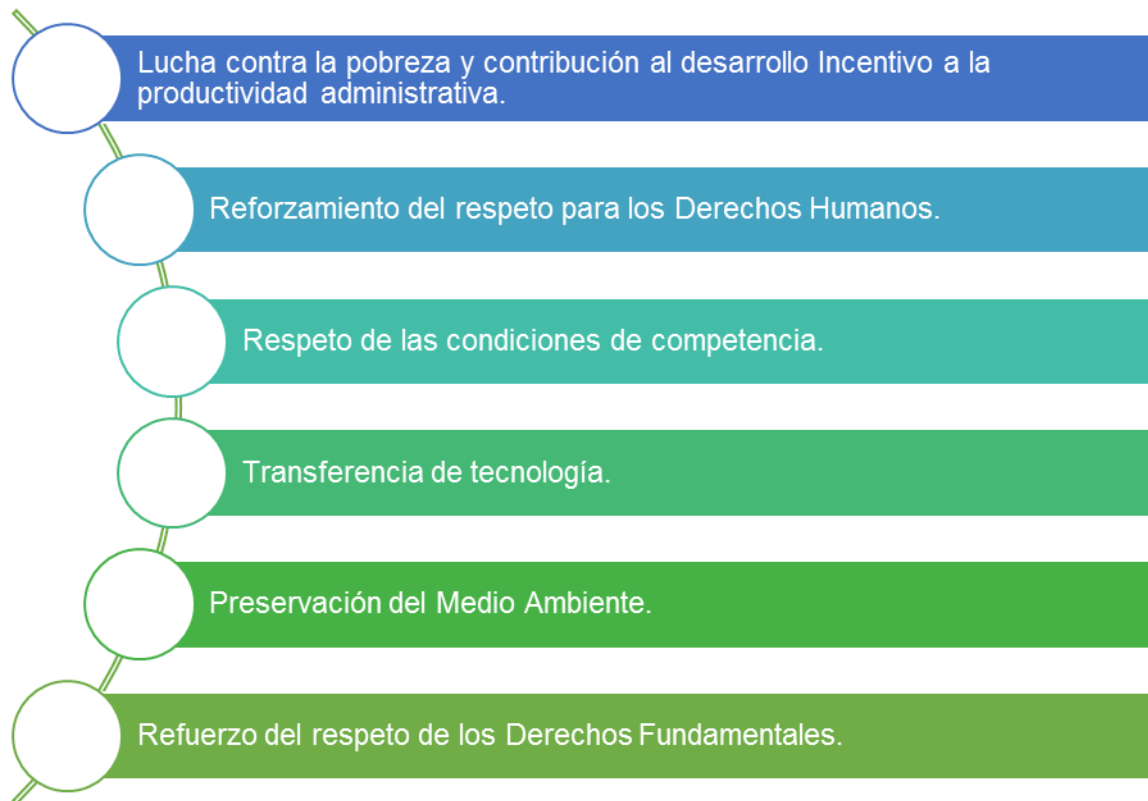 Lucha contra la pobreza y contribución al desarrollo Incentivo a la
productividad administrativa.
Reforzamiento del respeto para los Derechos Humanos.
Respeto de las condiciones de competencia.
Transferencia de tecnología.
Preservación del Medio Ambiente.
Refuerzo del respeto de los Derechos Fundamentales.